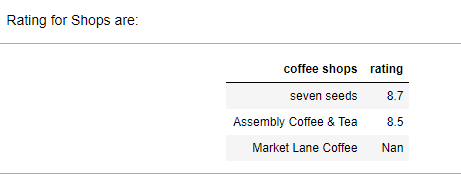 Rating for Shops are:
coffee shops rating
seven seeds 8.7
Assembly Coffee & Tea 8.5
Market Lane Coffee Nan